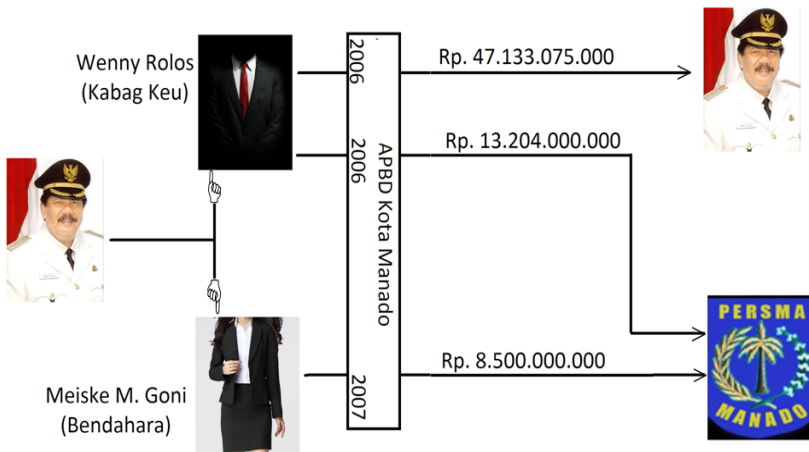 Wenny Rolos
(Kabag Keu)
2006
Rp. 47.133.075.000
2006
Rp. 13.204.000.000
APBD Kota Manado
PERSMA
MANADO
Meiske M. Goni
(Bendahara)
2007
Rp. 8.500.000.000